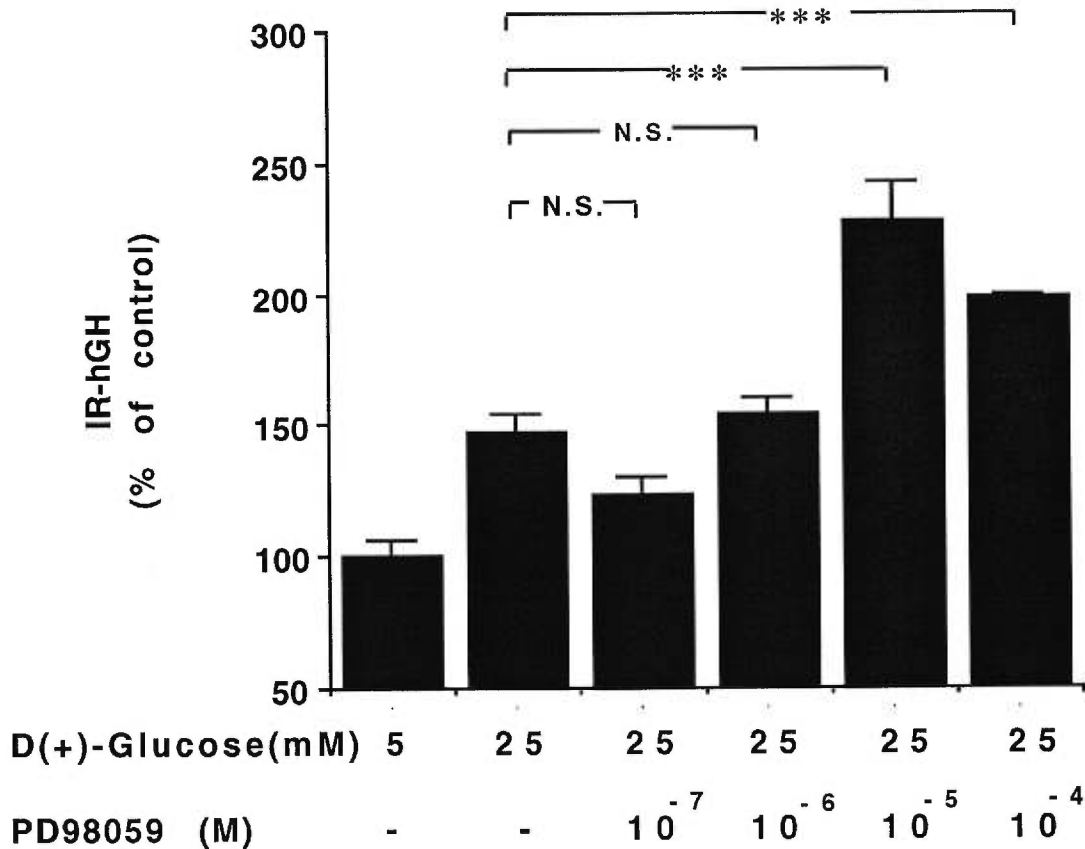 ***
300
***
N.S.
250
N.S.
200
IR-hGH
(% of control)
150
100
50
D(+)-Glucose(mM) 5 25 25 25 25 25
PD98059 (M) - - 10^-7 10^-6 10^-5 10^-4